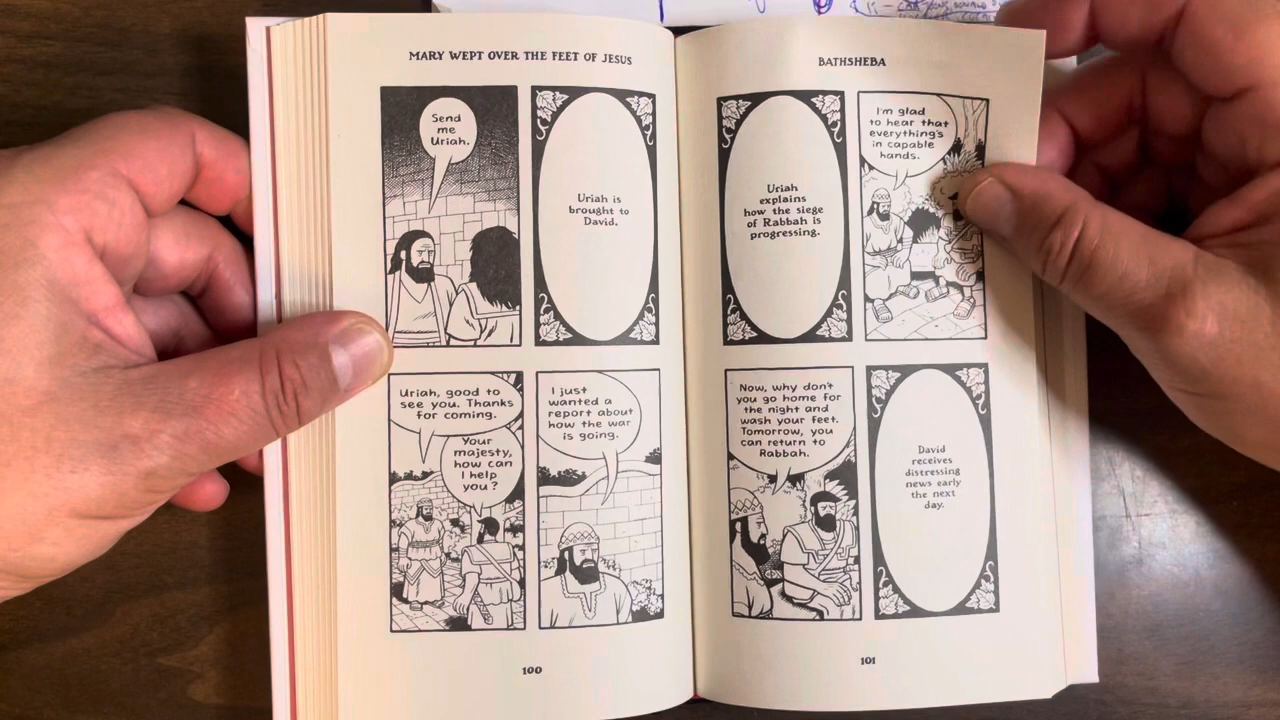 MARY WEPT OVER THE FEET OF JESUS
Send
me
Uriah.
Uriah is
brought to
David.
Uriah, good to
see you. Thanks
for coming.
Your
majesty,
how can
I help
you?
I just
wanted a
report about
how the war
is going.
100
BATHSHEBA
Uriah
explains
how the siege
of Rabbah is
progressing.
I'm glad
to hear that
everything's
in capable
hands.
Now, why don't
you go home for
the night and
wash your feet.
Tomorrow, you
can return to
Rabbah.
David
receives
distressing
news early
the next
day.
101